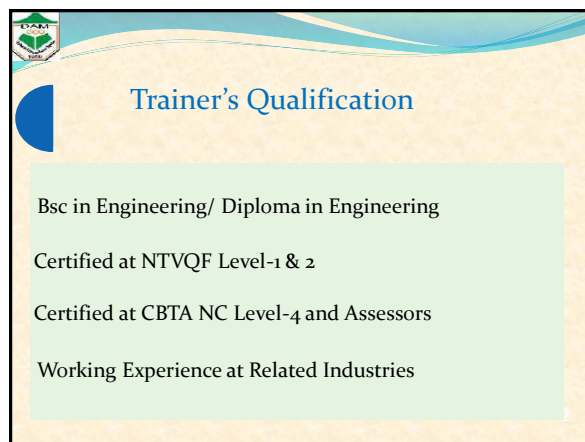 DAM
Trainer's Qualification
Bsc in Engineering/ Diploma in Engineering
Certified at NTVQF Level-1 & 2
Certified at CBTA NC Level-4 and Assessors
Working Experience at Related Industries